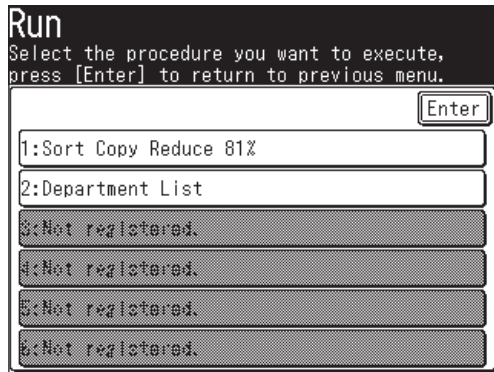 Run
Select the procedure you want to execute,
press [Enter] to return to previous menu.
Enter
1:Sort Copy Reduce 81%
2:Department List
3:Not registered.
4:Not registered.
5:Not registered.
6:Not registered.